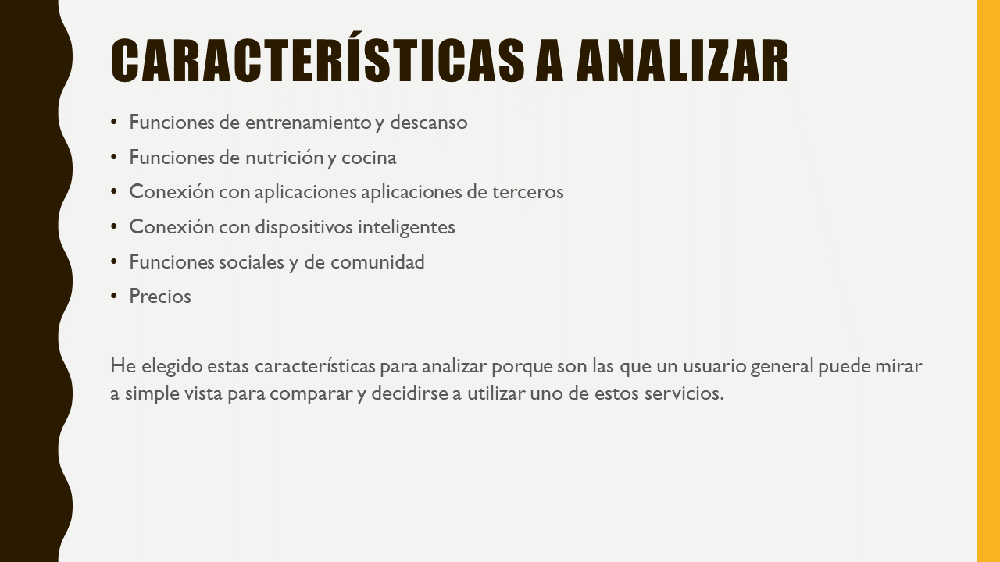 CARACTERÍSTICAS A ANALIZAR
• Funciones de entrenamiento y descanso
• Funciones de nutrición y cocina
• Conexión con aplicaciones aplicaciones de terceros
• Conexión con dispositivos inteligentes
• Funciones sociales y de comunidad
• Precios
He elegido estas características para analizar porque son las que un usuario general puede mirar
a simple vista para comparar y decidirse a utilizar uno de estos servicios.